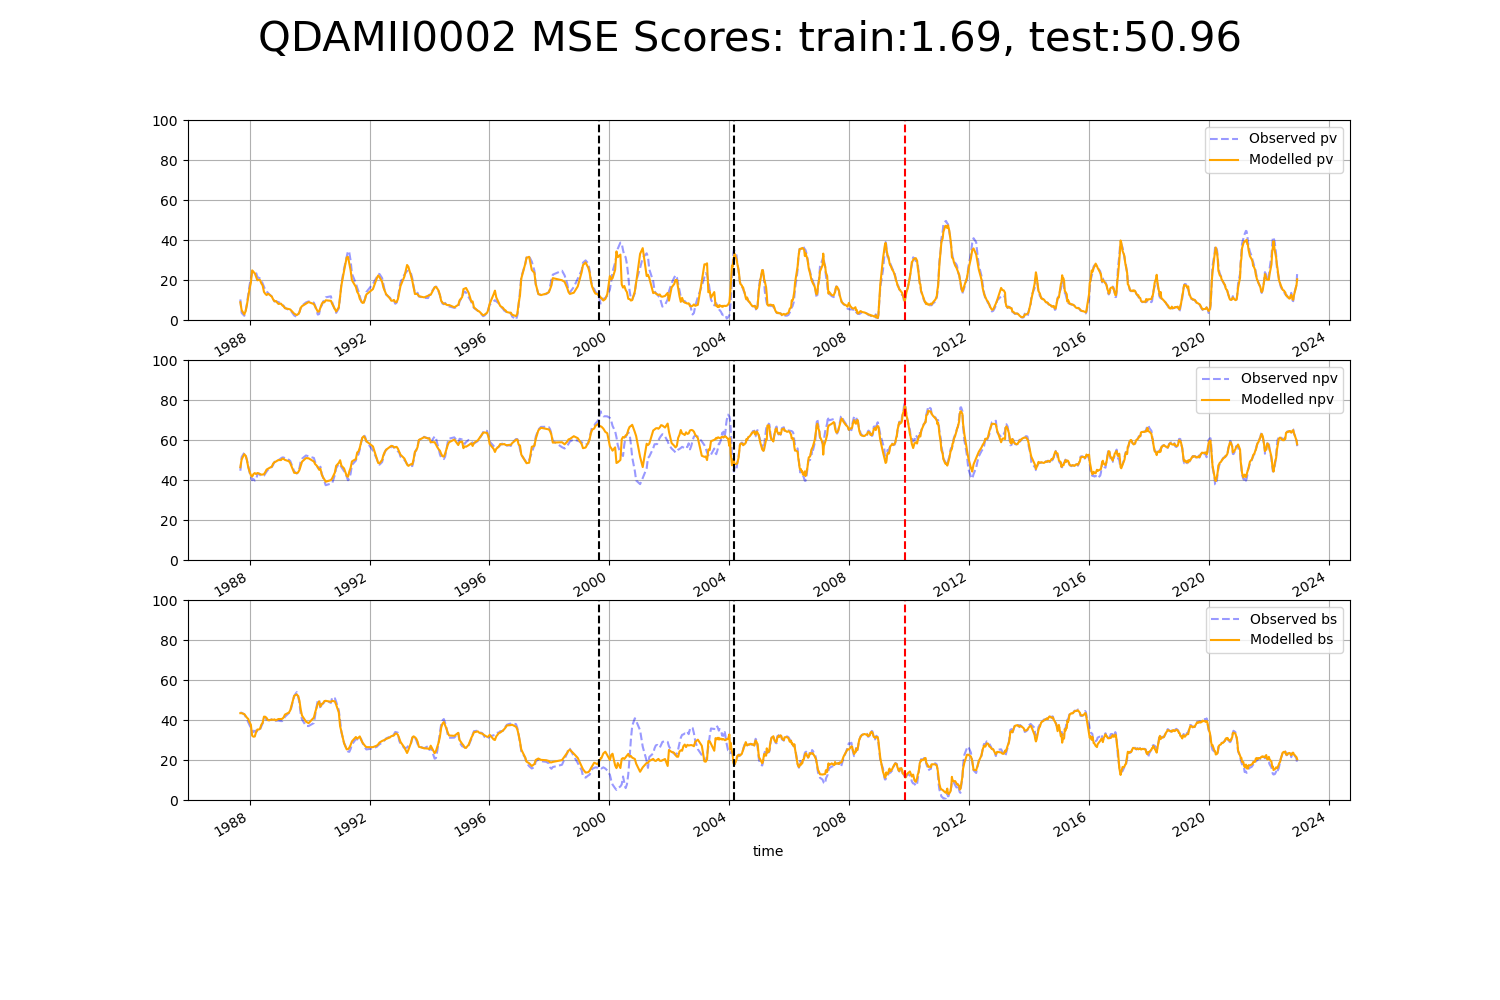 QDAMII0002 MSE Scores: train:1.69, test:50.96
100
80
60
40
20
0
Observed pv
Modelled pv
1988 1992 1996 2000 2004 2008 2012 2016 2020 2024
100
80
60
40
20
0
Observed npv
Modelled npv
1988 1992 1996 2000 2004 2008 2012 2016 2020 2024
100
80
60
40
20
0
Observed bs
Modelled bs
1988 1992 1996 2000 2004 2008 2012 2016 2020 2024
time